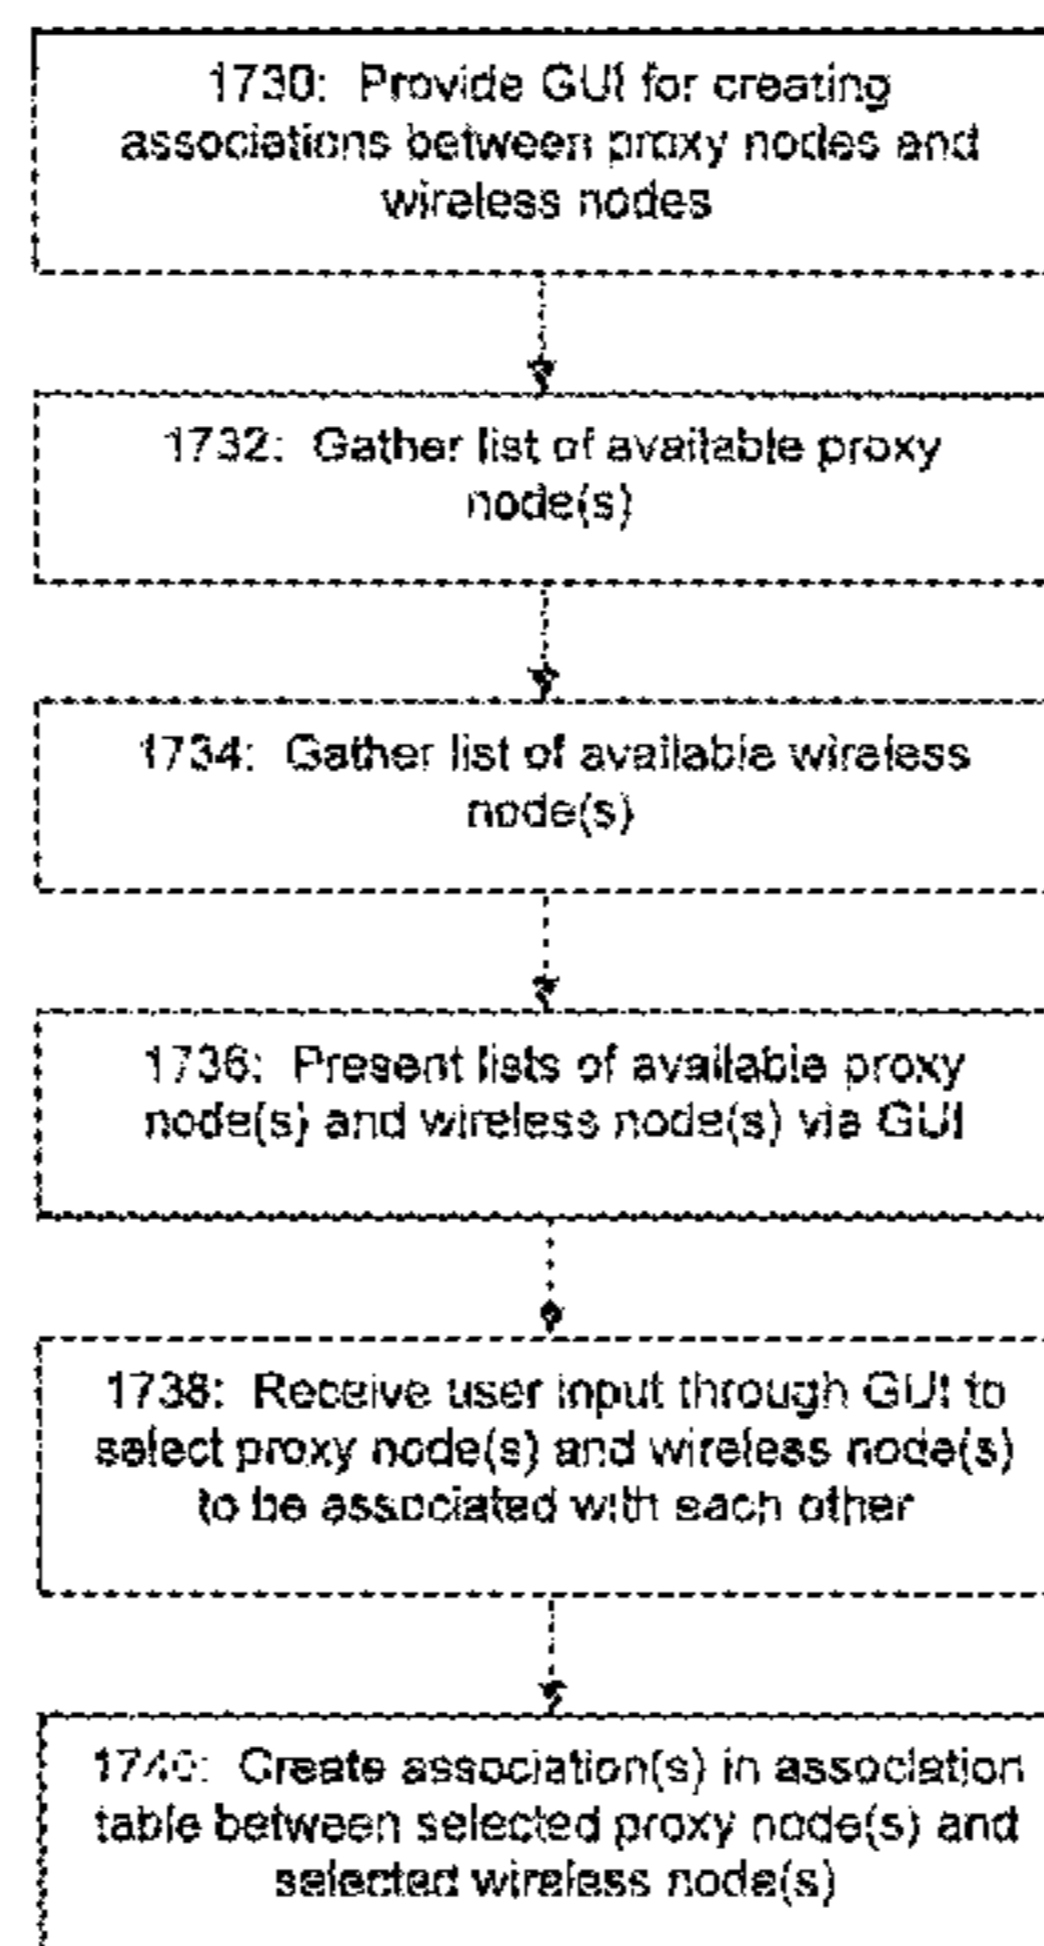 1730: Provide GUI for creating
associations between proxy nodes and
wireless nodes
1732: Gather list of available proxy
node(s)
1734: Gather list of available wireless
node(s)
1736: Present lists of available proxy
node(s) and wireless node(s) via GUI
1738: Receive user input through GUI to
select proxy node(s) and wireless node(s)
to be associated with each other
1740: Create association(s) in association
table between selected proxy node(s) and
selected wireless node(s)